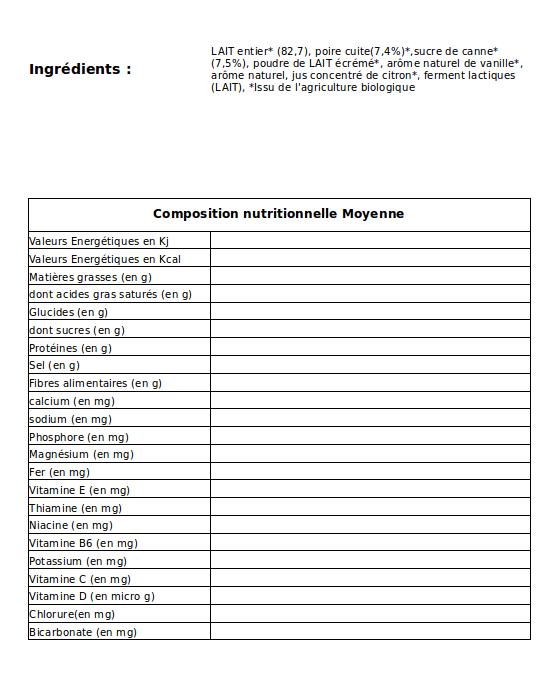 Ingrédients :
LAIT entier* (82,7), poire cuite(7,4%)*,sucre de canne*
(7,5%), poudre de LAIT écrémé*, arôme naturel de vanille*,
arôme naturel, jus concentré de citron*, ferment lactiques
(LAIT), *Issu de l'agriculture biologique
Composition nutritionnelle Moyenne
Valeurs Energétiques en Kj
Valeurs Energétiques en Kcal
Matières grasses (en g)
dont acides gras saturés (en g)
Glucides (en g)
dont sucres (en g)
Protéines (en g)
Sel (en g)
Fibres alimentaires (en g)
calcium (en mg)
sodium (en mg)
Phosphore (en mg)
Magnésium (en mg)
Fer (en mg)
Vitamine E (en mg)
Thiamine (en mg)
Niacine (en mg)
Vitamine B6 (en mg)
Potassium (en mg)
Vitamine C (en mg)
Vitamine D (en micro g)
Chlorure(en mg)
Bicarbonate (en mg)